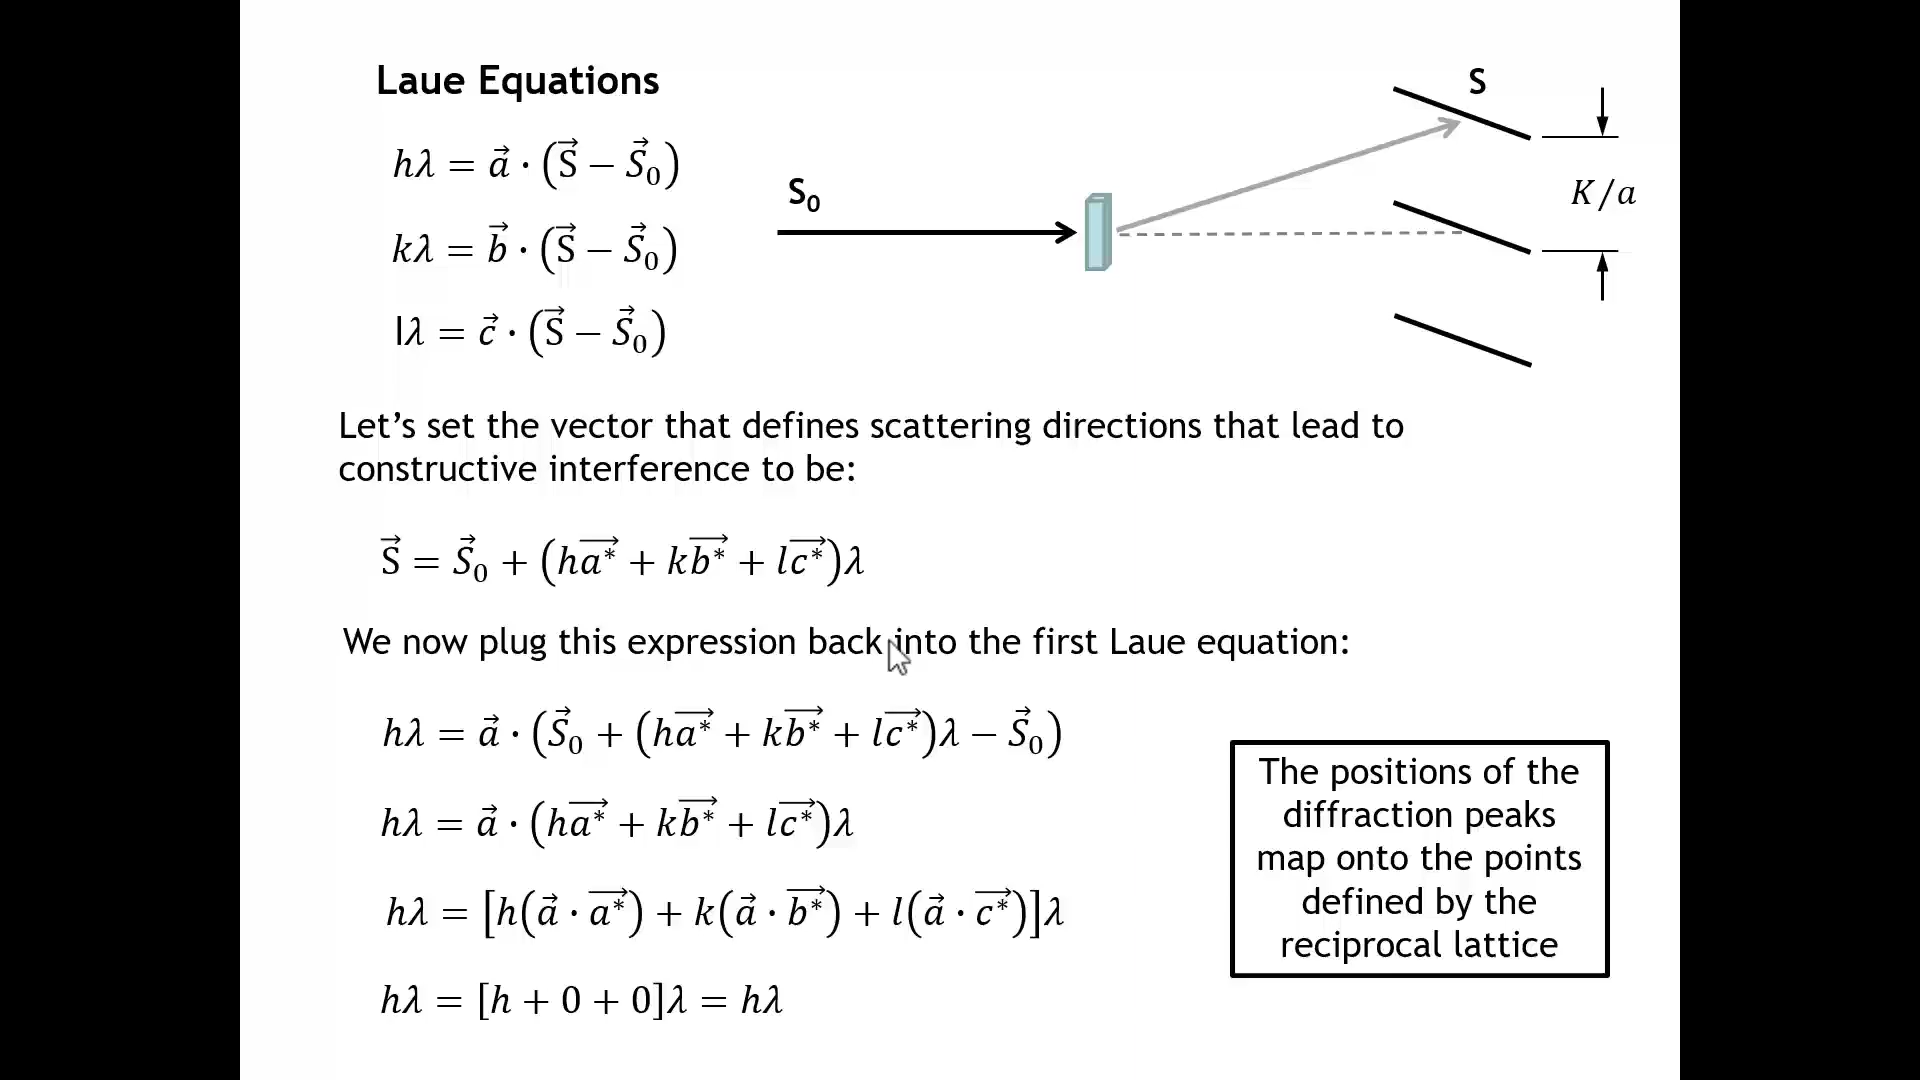 Laue Equations
hλ = a⃗ · (S⃗ − S⃗₀)
kλ = b⃗ · (S⃗ − S⃗₀)
lλ = c⃗ · (S⃗ − S⃗₀)
S₀
S
K/a
Let’s set the vector that defines scattering directions that lead to
constructive interference to be:
S⃗ = S⃗₀ + (ha*⃗ + kb*⃗ + lc*⃗)λ
We now plug this expression back into the first Laue equation:
hλ = a⃗ · (S⃗₀ + (ha*⃗ + kb*⃗ + lc*⃗)λ − S⃗₀)
hλ = a⃗ · (ha*⃗ + kb*⃗ + lc*⃗)λ
hλ = [h(a⃗ · a*⃗) + k(a⃗ · b*⃗) + l(a⃗ · c*⃗)]λ
hλ = [h + 0 + 0]λ = hλ
The positions of the
diffraction peaks
map onto the points
defined by the
reciprocal lattice